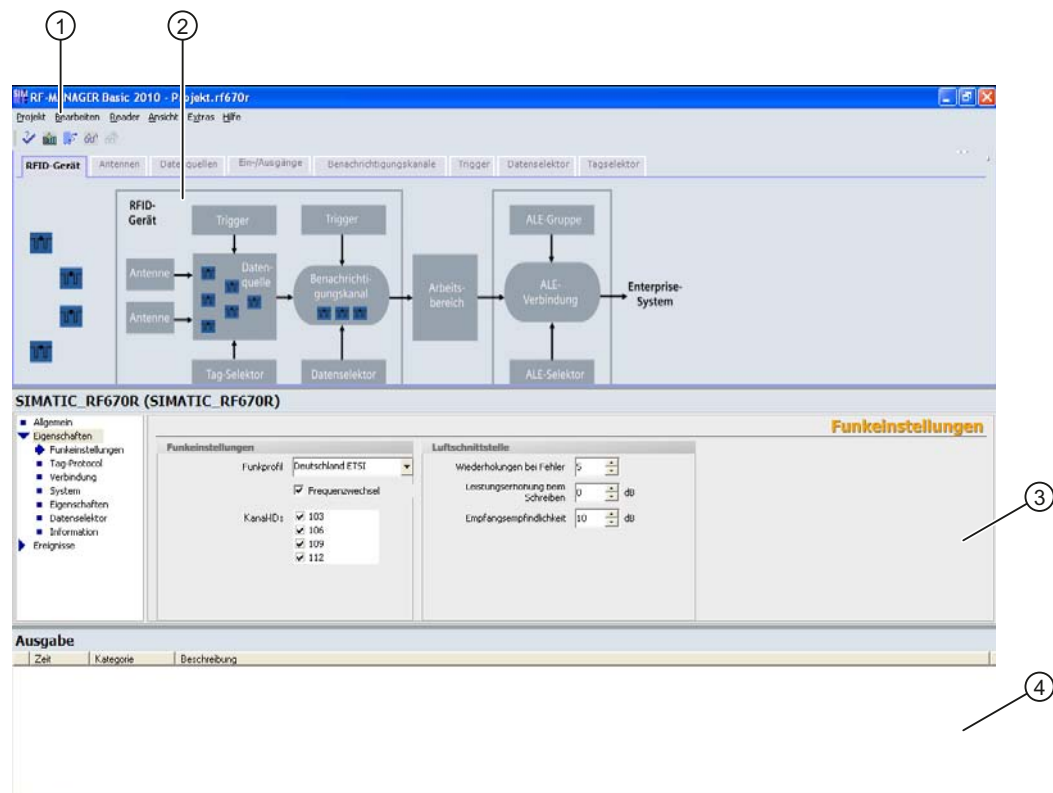 1
2
RF-MANAGER Basic 2010 - Projekt.rf670r
Projekt Bearbeiten Reader Ansicht Extras Hilfe
RFID-Gerät Antennen Datenquellen Ein-/Ausgänge Benachrichtigungskanäle Trigger Datenselektor Tagselektor
RFID-
Gerät
Trigger
Trigger
ALE-Gruppe
Antenne
Antenne
Daten-
quelle
Benachrichti-
gungskanal
Arbeits-
bereich
ALE-
Verbindung
Enterprise-
System
Tag-Selektor
Datenselektor
ALE-Selektor
SIMATIC_RF670R (SIMATIC_RF670R)
Allgemein
Eigenschaften
Funkeinstellungen
Tag-Protocol
Verbindung
System
Eigenschaften
Datenselektor
Information
Ereignisse
Funkeinstellungen
Funkeinstellungen
Funkprofil Deutschland ETSI
Frequenzwechsel
Kanal-IDs 103
106
109
112
Luftschnittstelle
Wiederholungen bei Fehler 5
Leistungserhöhung beim
Schreiben 0 dB
Empfangsempfindlichkeit 10 dB
3
Ausgabe
Zeit Kategorie Beschreibung
4